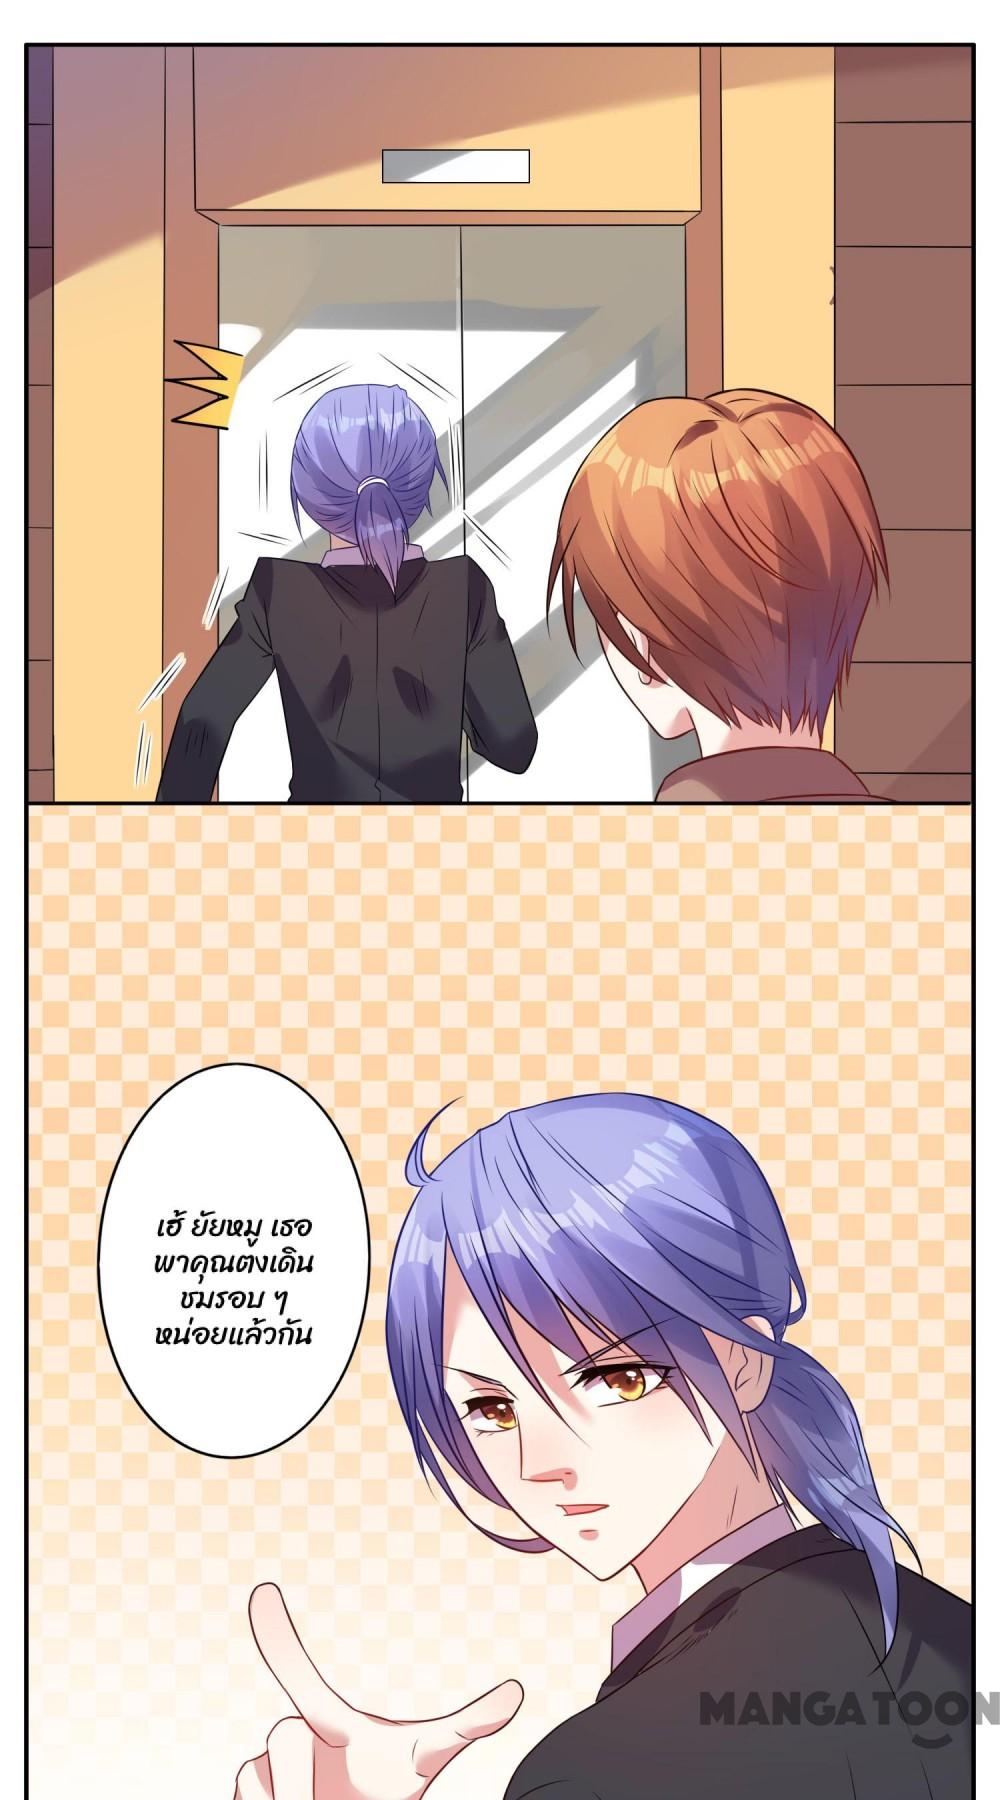 เฮ้ ยัยหมู เธอ
พาคุณตงเดิน
ชมรอบ ๆ
หน่อยแล้วกัน
MANGATOON